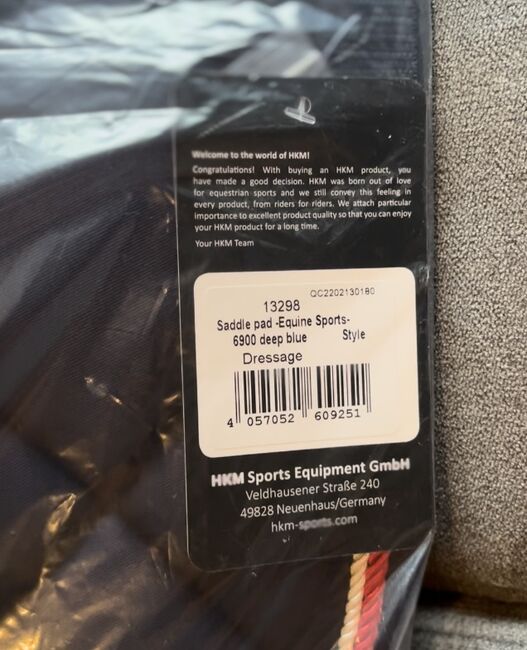 Welcome to the world of HKM!
Congratulations! With buying an HKM product, you
have made a good decision. HKM was born out of love
for equestrian sports and we still convey this feeling in
every product, from riders for riders. We attach particular
importance to excellent product quality so that you can enjoy
your HKM product for a long time.
Your HKM Team
QC2202130180
13298
Saddle pad -Equine Sports-
6900 deep blue Style
Dressage
4 057052 609251
HKM Sports Equipment GmbH
Veldhausener Straße 240
49828 Neuenhaus/Germany
hkm-sports.com